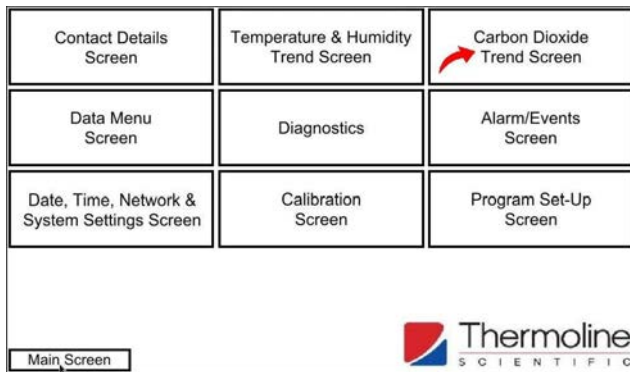 Contact Details
Screen
Temperature & Humidity
Trend Screen
Carbon Dioxide
Trend Screen
Data Menu
Screen
Diagnostics
Alarm/Events
Screen
Date, Time, Network &
System Settings Screen
Calibration
Screen
Program Set-Up
Screen
Main Screen
Thermoline
SCIENTIFIC